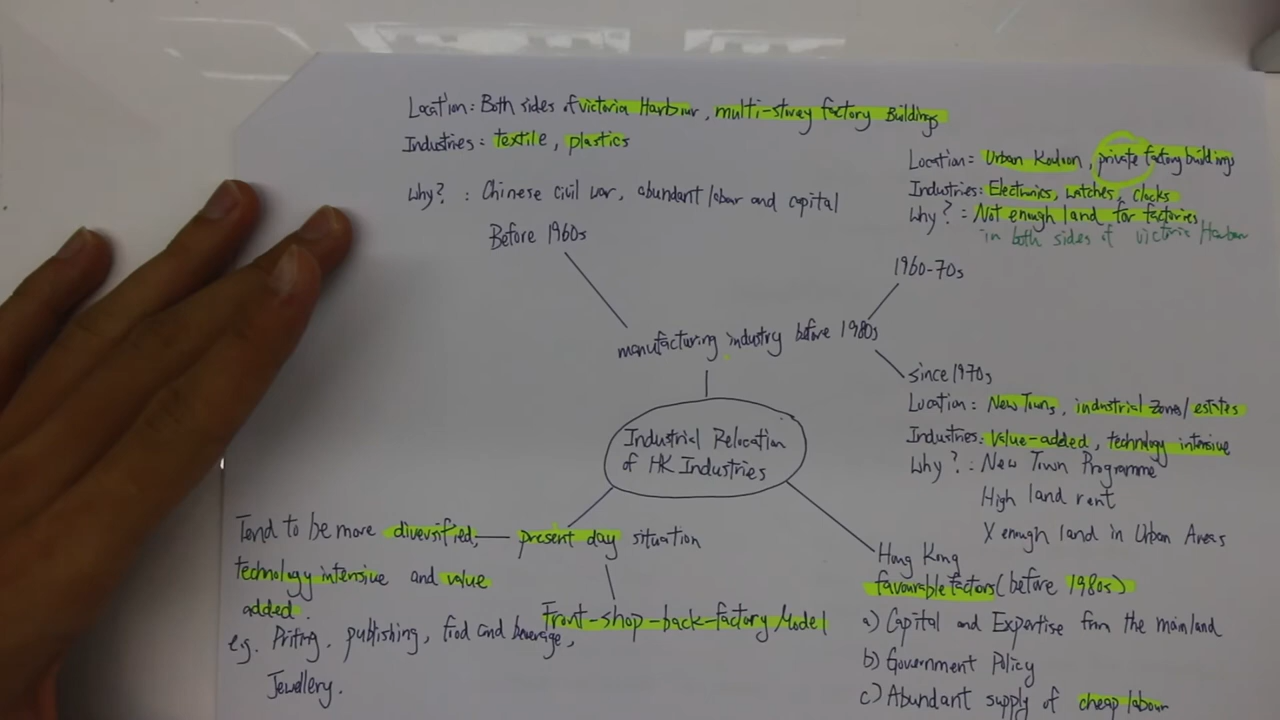 Location: Both sides of victoria Harbour, multi-storey factory Buildings
Industries: textile, plastics
Why? : Chinese civil war, abundant labour and capital
Before 1960s
Location: Urban Kowloon, private factory buildings
Industries: Electronics, watches, clocks
Why? : Not enough land for factories
in both sides of victoria Harbour
1960-70s
manufacturing industry before 1980s
since 1970s
Location: New Towns, industrial zones/estates
Industries: Value-added, technology intensive
Why? : New Town Programme
High land rent
X enough land in Urban Areas
Industrial Relocation
of HK Industries
Tend to be more diversified,
technology intensive and value
added.
e.g. Priting, publishing, food and beverage,
Jewellery.
present day situation
Front-shop-back-factory Model
Hong Kong
favourable factors (before 1980s)
a) Capital and Expertise from the mainland
b) Government Policy
c) Abundant supply of cheap labour